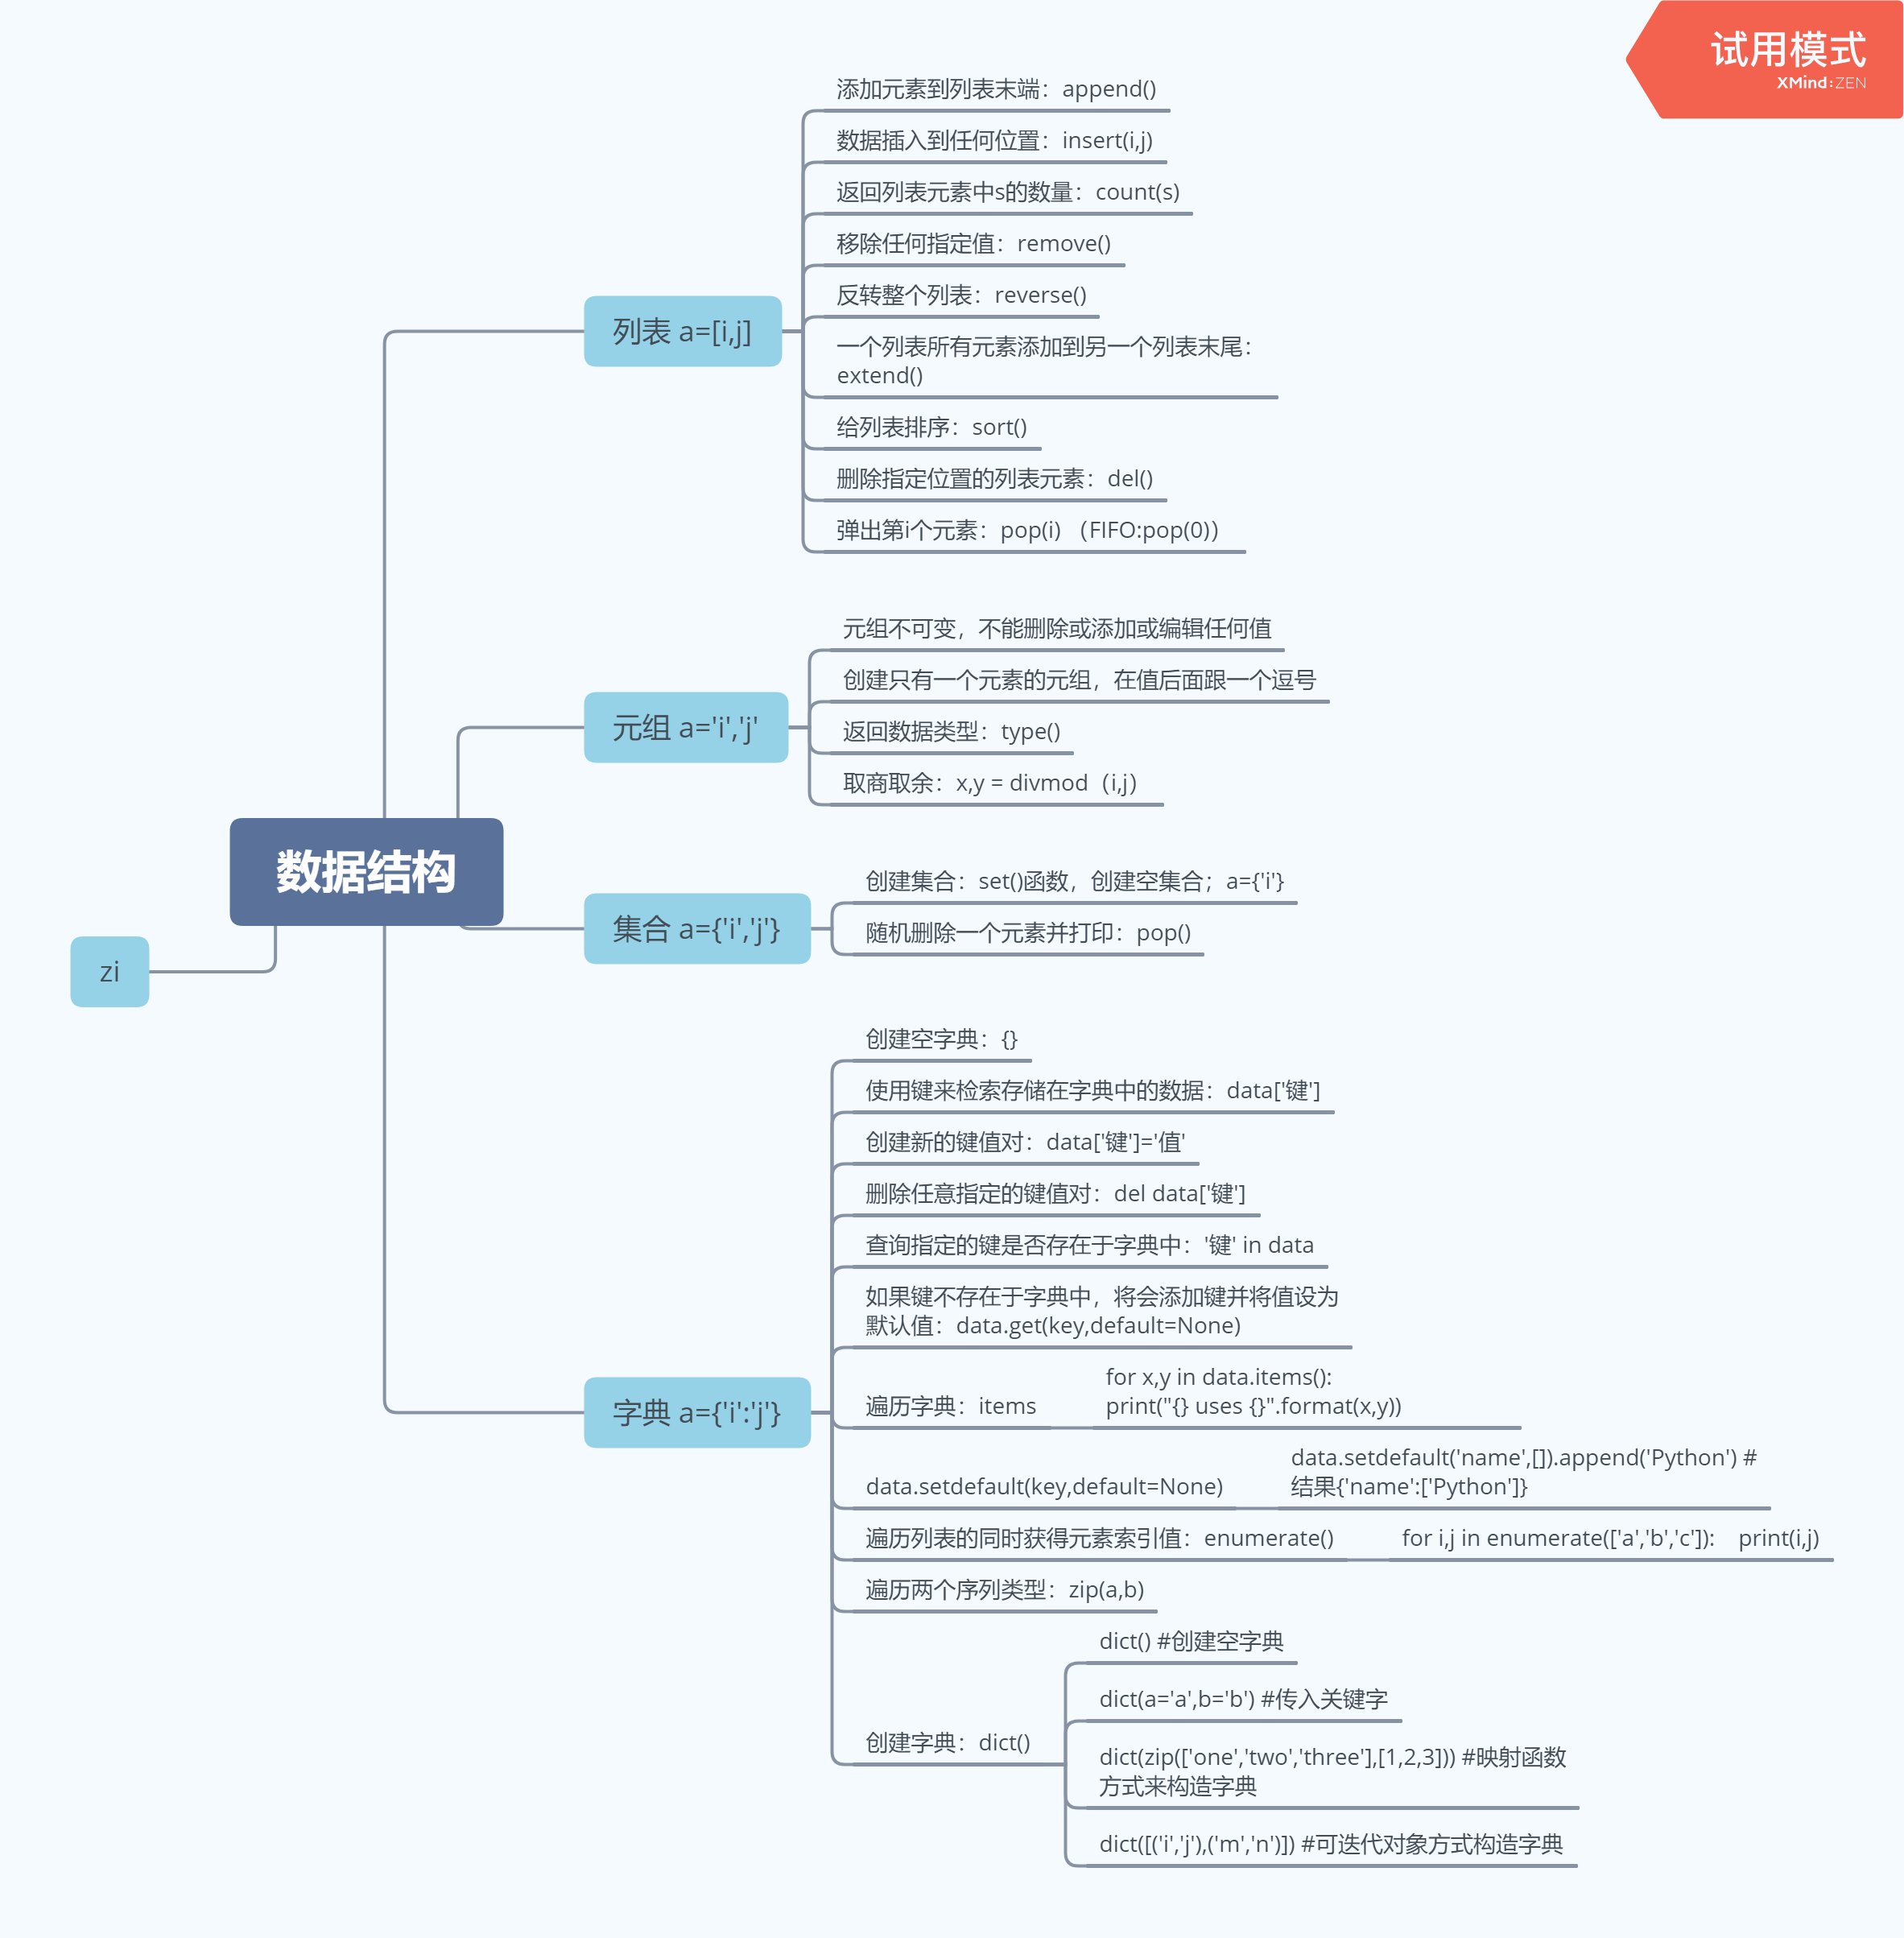 试用模式
XMind:ZEN
添加元素到列表末端：append()
数据插入到任何位置：insert(i,j)
返回列表元素中s的数量：count(s)
移除任何指定值：remove()
反转整个列表：reverse()
列表 a=[i,j]
一个列表所有元素添加到另一个列表末尾：
extend()
给列表排序：sort()
删除指定位置的列表元素：del()
弹出第i个元素：pop(i) （FIFO:pop(0)）
元组不可变，不能删除或添加或编辑任何值
创建只有一个元素的元组，在值后面跟一个逗号
元组 a='i','j'
返回数据类型：type()
取商取余：x,y = divmod（i,j）
数据结构
创建集合：set()函数，创建空集合；a={'i'}
集合 a={'i','j'}
随机删除一个元素并打印：pop()
zi
创建空字典：{}
使用键来检索存储在字典中的数据：data['键']
创建新的键值对：data['键']='值'
删除任意指定的键值对：del data['键']
查询指定的键是否存在于字典中：'键' in data
如果键不存在于字典中，将会添加键并将值设为
默认值：data.get(key,default=None)
字典 a={'i':'j'}
遍历字典：items
for x,y in data.items():
print("{} uses {}".format(x,y))
data.setdefault(key,default=None)
data.setdefault('name',[]).append('Python') #
结果{'name':['Python']}
遍历列表的同时获得元素索引值：enumerate()
for i,j in enumerate(['a','b','c']):    print(i,j)
遍历两个序列类型：zip(a,b)
创建字典：dict()
dict() #创建空字典
dict(a='a',b='b') #传入关键字
dict(zip(['one','two','three'],[1,2,3])) #映射函数
方式来构造字典
dict([('i','j'),('m','n')]) #可迭代对象方式构造字典